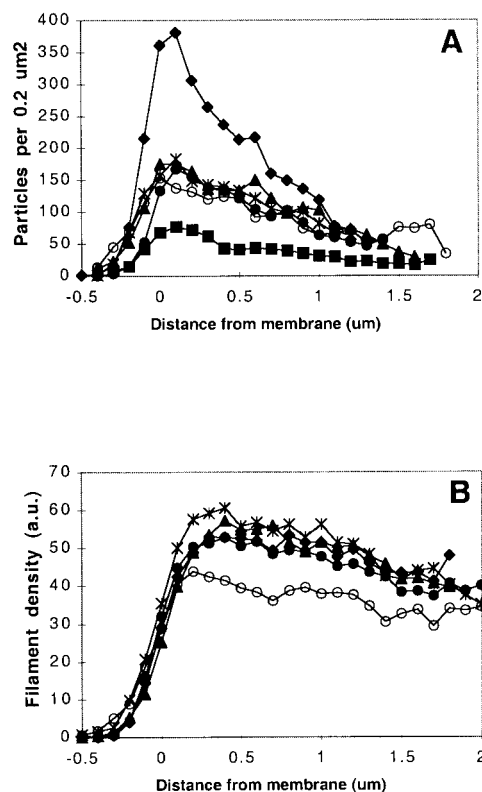 A
400
350
300
250
200
150
100
50
0
Particles per 0.2 um2
-0.5 0 0.5 1 1.5 2
Distance from membrane (um)
B
70
60
50
40
30
20
10
0
Filament density (a.u.)
-0.5 0 0.5 1 1.5 2
Distance from membrane (um)